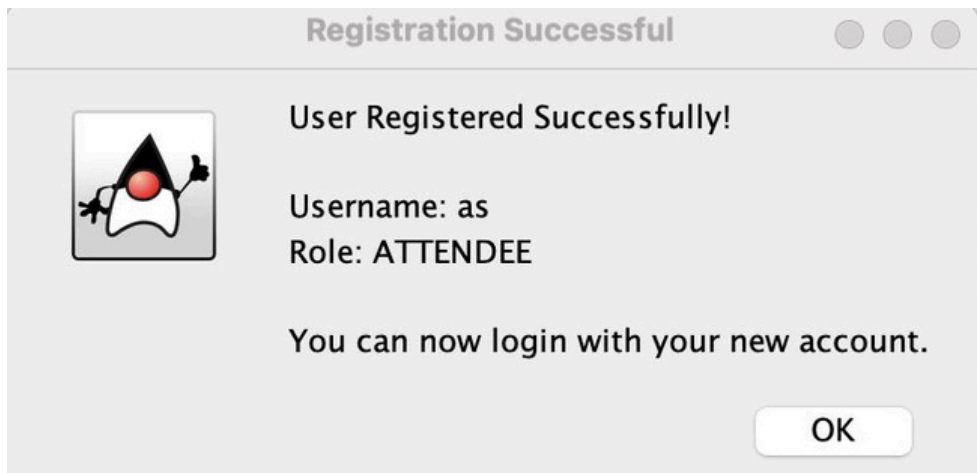 Registration Successful
User Registered Successfully!
Username: as
Role: ATTENDEE
You can now login with your new account.
OK